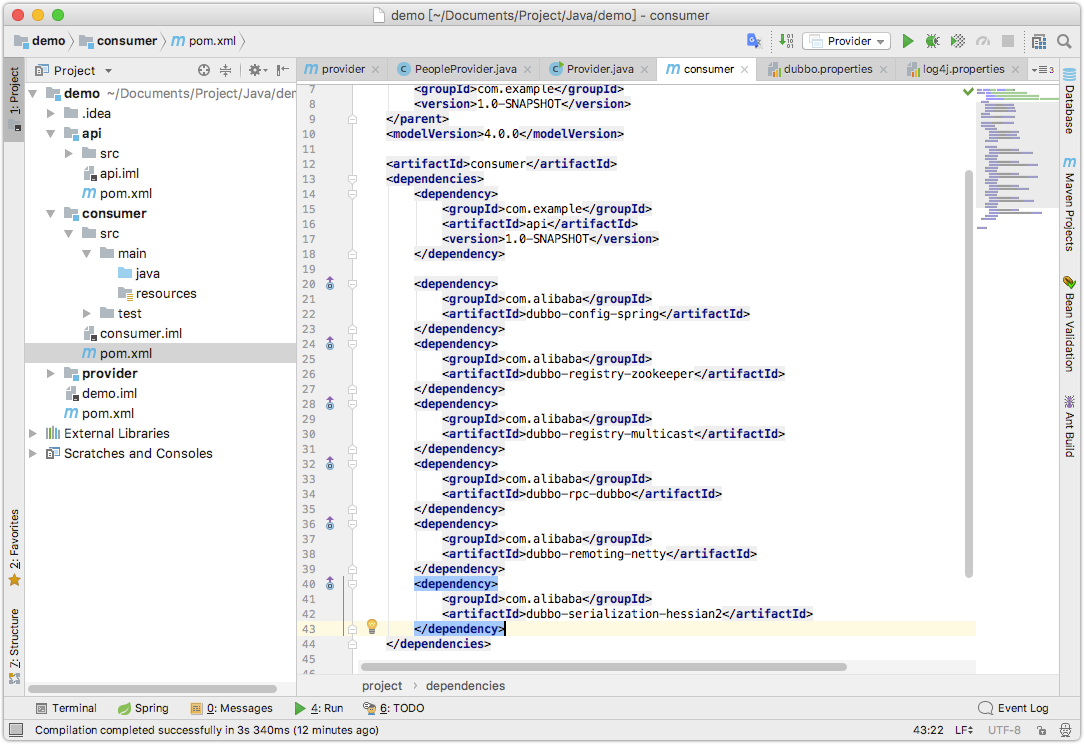 demo [~/Documents/Project/Java/demo] - consumer
demo consumer m pom.xml Provider
1: Project
Project
m provider C PeopleProvider.java C Provider.java m consumer dubbo.properties log4j.properties 3
demo ~/Documents/Project/Java/der
.idea
api
src
api.iml
m pom.xml
consumer
src
main
java
resources
test
consumer.iml
m pom.xml
provider
demo.iml
m pom.xml
External Libraries
Scratches and Consoles
2: Favorites
7: Structure
7 <groupId>com.example</groupId>
8 <version>1.0-SNAPSHOT</version>
9 </parent>
10 <modelVersion>4.0.0</modelVersion>
11
12 <artifactId>consumer</artifactId>
13 <dependencies>
14 <dependency>
15 <groupId>com.example</groupId>
16 <artifactId>api</artifactId>
17 <version>1.0-SNAPSHOT</version>
18 </dependency>
19
20 <dependency>
21 <groupId>com.alibaba</groupId>
22 <artifactId>dubbo-config-spring</artifactId>
23 </dependency>
24 <dependency>
25 <groupId>com.alibaba</groupId>
26 <artifactId>dubbo-registry-zookeeper</artifactId>
27 </dependency>
28 <dependency>
29 <groupId>com.alibaba</groupId>
30 <artifactId>dubbo-registry-multicast</artifactId>
31 </dependency>
32 <dependency>
33 <groupId>com.alibaba</groupId>
34 <artifactId>dubbo-rpc-dubbo</artifactId>
35 </dependency>
36 <dependency>
37 <groupId>com.alibaba</groupId>
38 <artifactId>dubbo-remoting-netty</artifactId>
39 </dependency>
40 <dependency>
41 <groupId>com.alibaba</groupId>
42 <artifactId>dubbo-serialization-hessian2</artifactId>
43 </dependency>
44 </dependencies>
45
46
project › dependencies
Database
m Maven Projects
Bean Validation
Ant Build
Terminal Spring 0: Messages 4: Run 6: TODO Event Log
Compilation completed successfully in 3s 340ms (12 minutes ago) 43:22 LF UTF-8